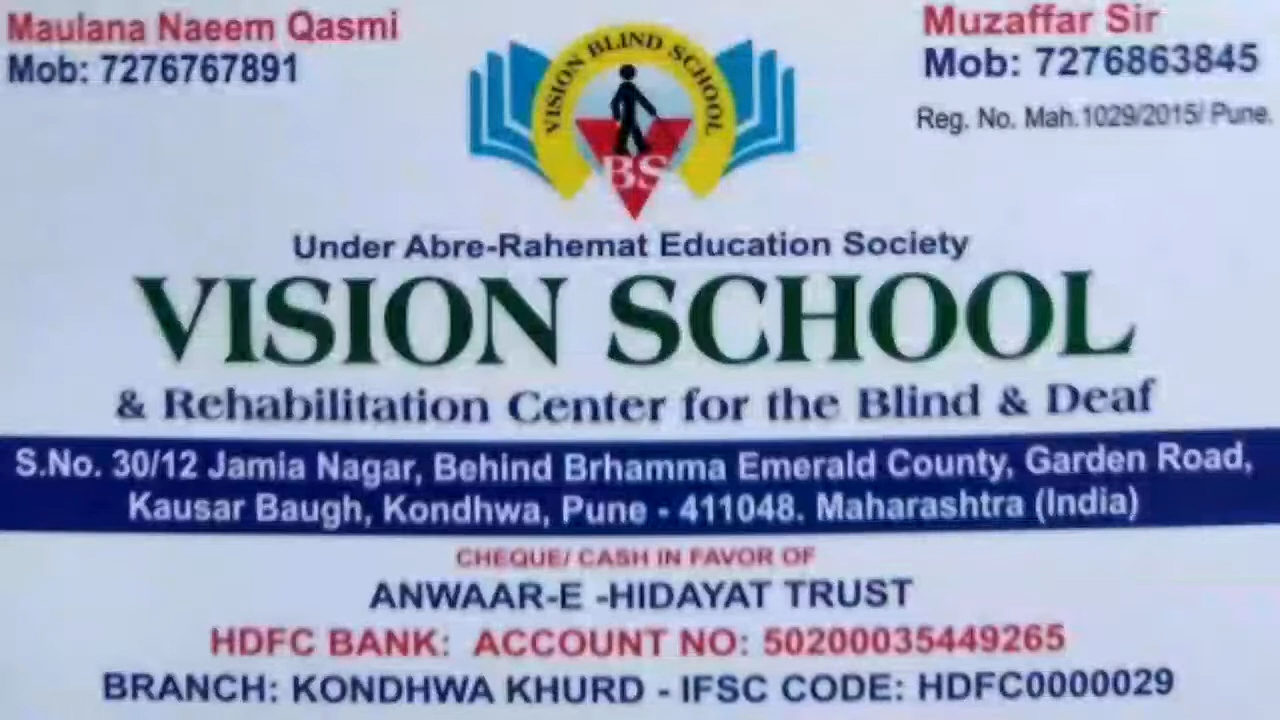 Maulana Naeem Qasmi
Mob: 7276767891
Muzaffar Sir
Mob: 7276863845
Reg. No. Mah.1029/2015/ Pune.
VISION BLIND SCHOOL
BS
Under Abre-Rahemat Education Society
VISION SCHOOL
& Rehabilitation Center for the Blind & Deaf
S.No. 30/12 Jamia Nagar, Behind Brhamma Emerald County, Garden Road,
Kausar Baugh, Kondhwa, Pune - 411048. Maharashtra (India)
CHEQUE/ CASH IN FAVOR OF
ANWAAR-E -HIDAYAT TRUST
HDFC BANK: ACCOUNT NO: 50200035449265
BRANCH: KONDHWA KHURD - IFSC CODE: HDFC0000029